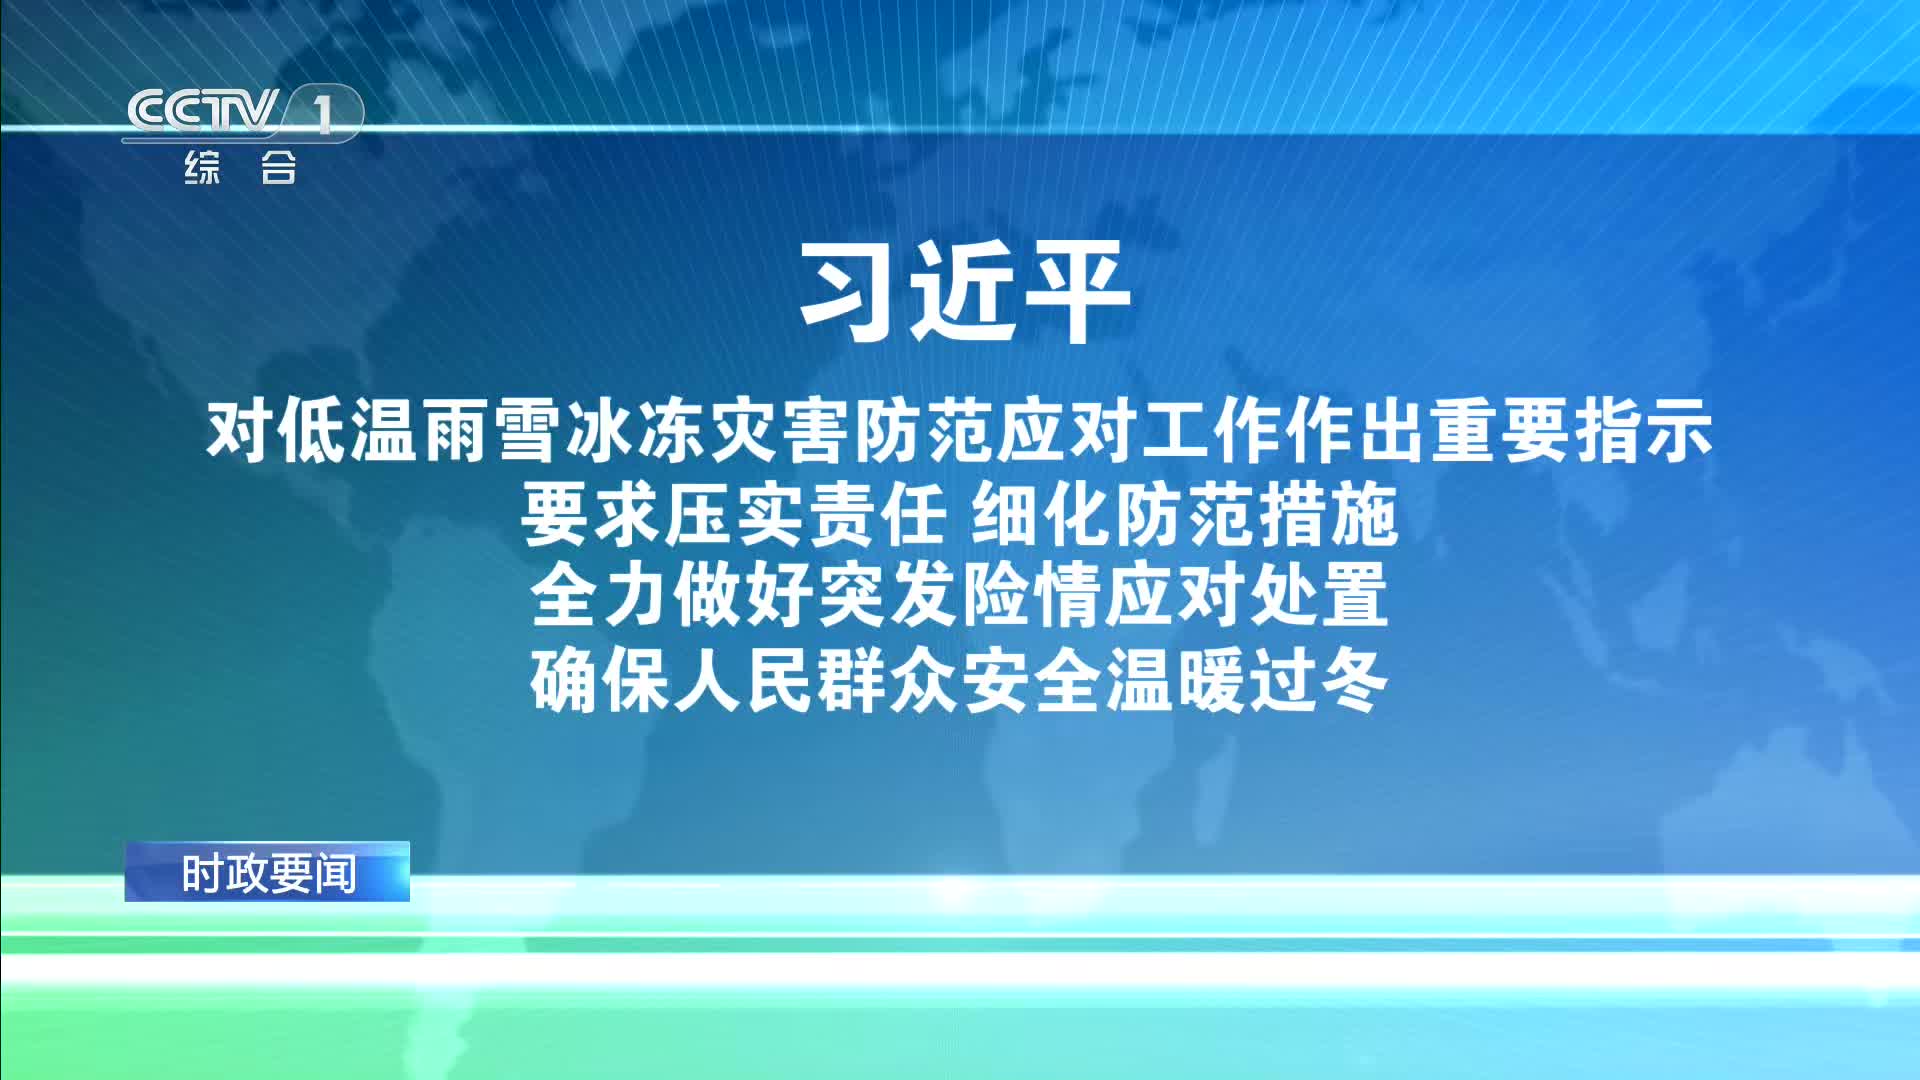 CCTV 1
综合
习近平
对低温雨雪冰冻灾害防范应对工作作出重要指示
要求压实责任 细化防范措施
全力做好突发险情应对处置
确保人民群众安全温暖过冬
时政要闻